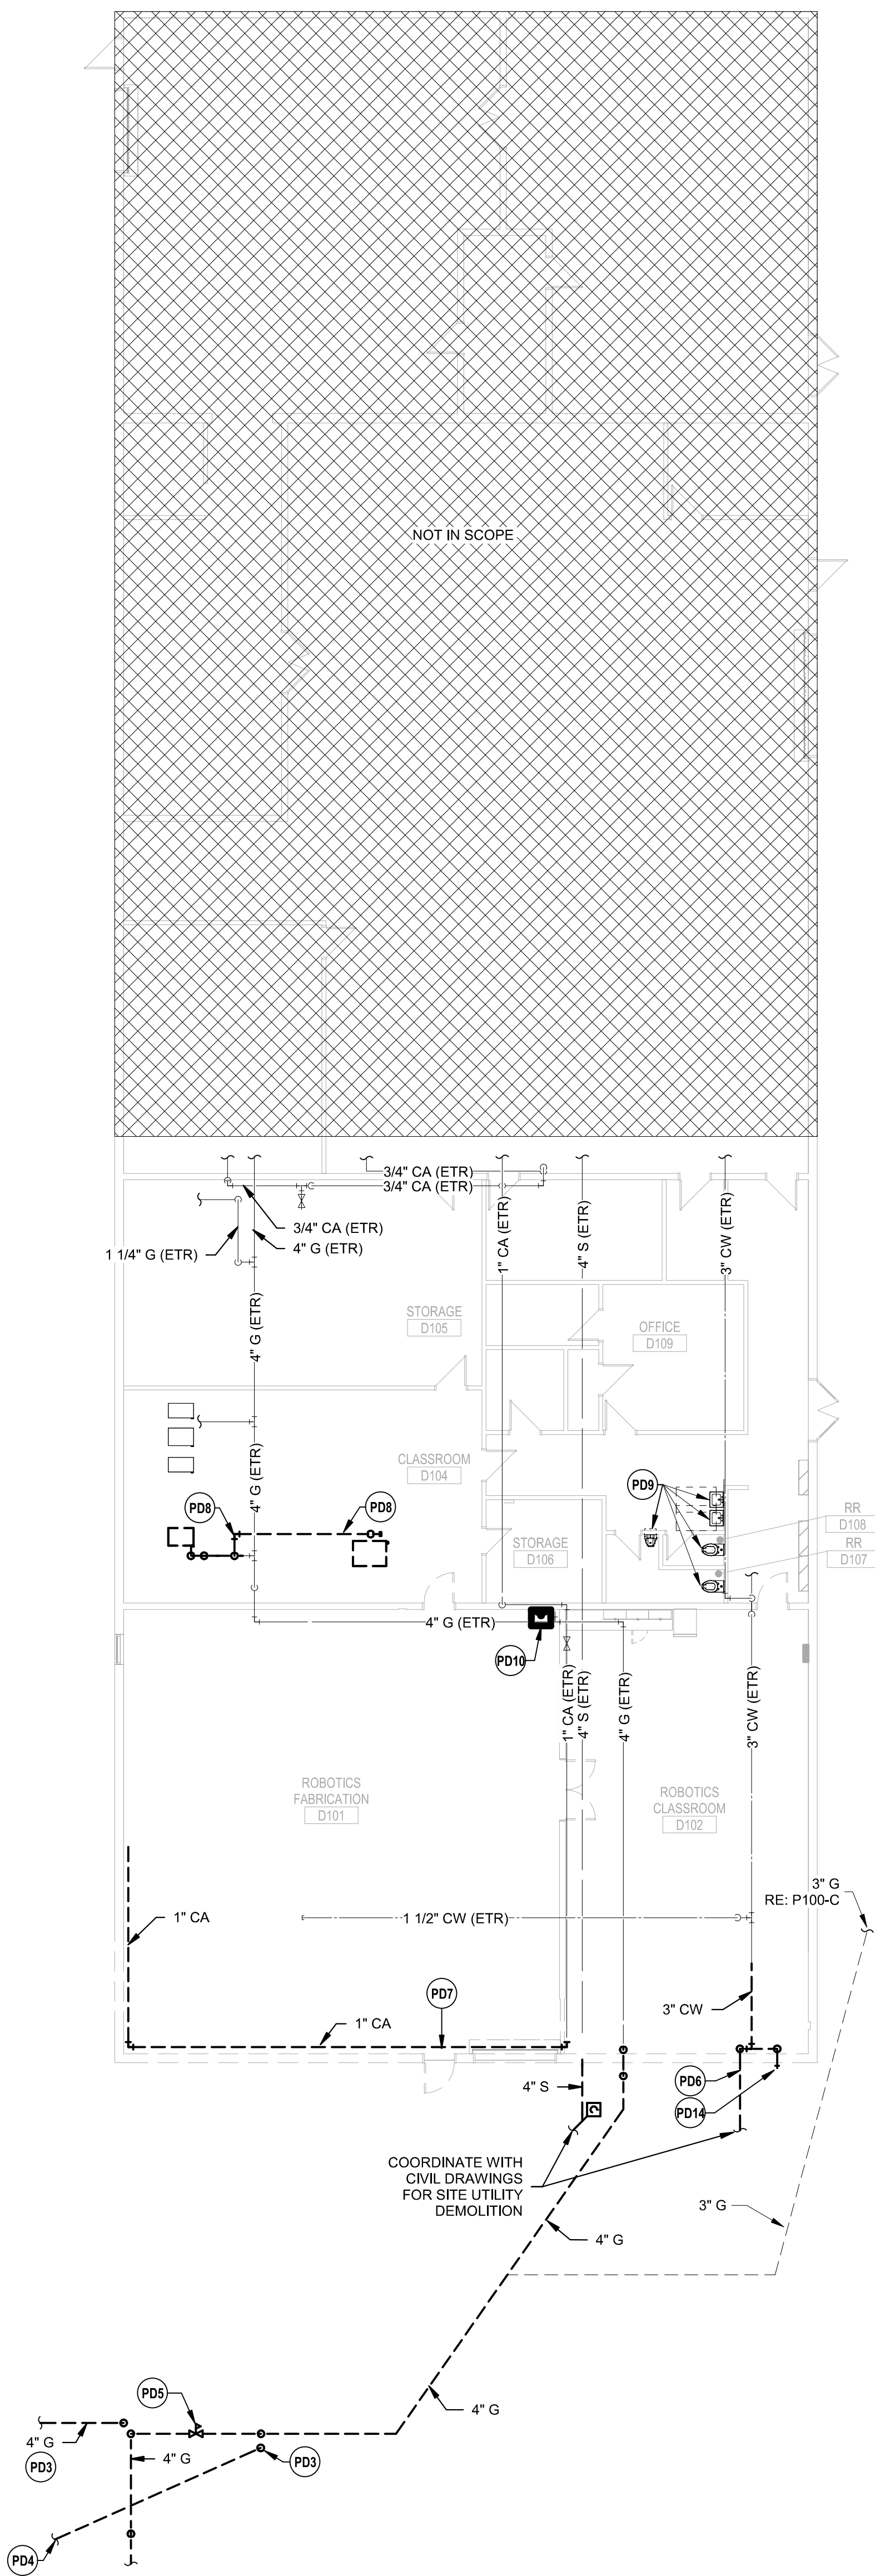 NOT IN SCOPE
3/4" CA (ETR)
3/4" CA (ETR)
3/4" CA (ETR)
4" G (ETR)
1 1/4" G (ETR)
1" CA (ETR)
4" S (ETR)
3" CW (ETR)
4" G (ETR)
STORAGE
D105
OFFICE
D109
4" G (ETR)
CLASSROOM
D104
PD8
PD8
PD9
STORAGE
D106
RR
D108
RR
D107
4" G (ETR)
PD10
1" CA (ETR)
4" S (ETR)
4" G (ETR)
3" CW (ETR)
ROBOTICS
FABRICATION
D101
ROBOTICS
CLASSROOM
D102
3" G
RE: P100-C
1" CA
1 1/2" CW (ETR)
PD7
1" CA
3" CW
4" S
PD6
PD14
COORDINATE WITH
CIVIL DRAWINGS
FOR SITE UTILITY
DEMOLITION
3" G
4" G
PD5
4" G
4" G
PD3
4" G
PD3
PD4